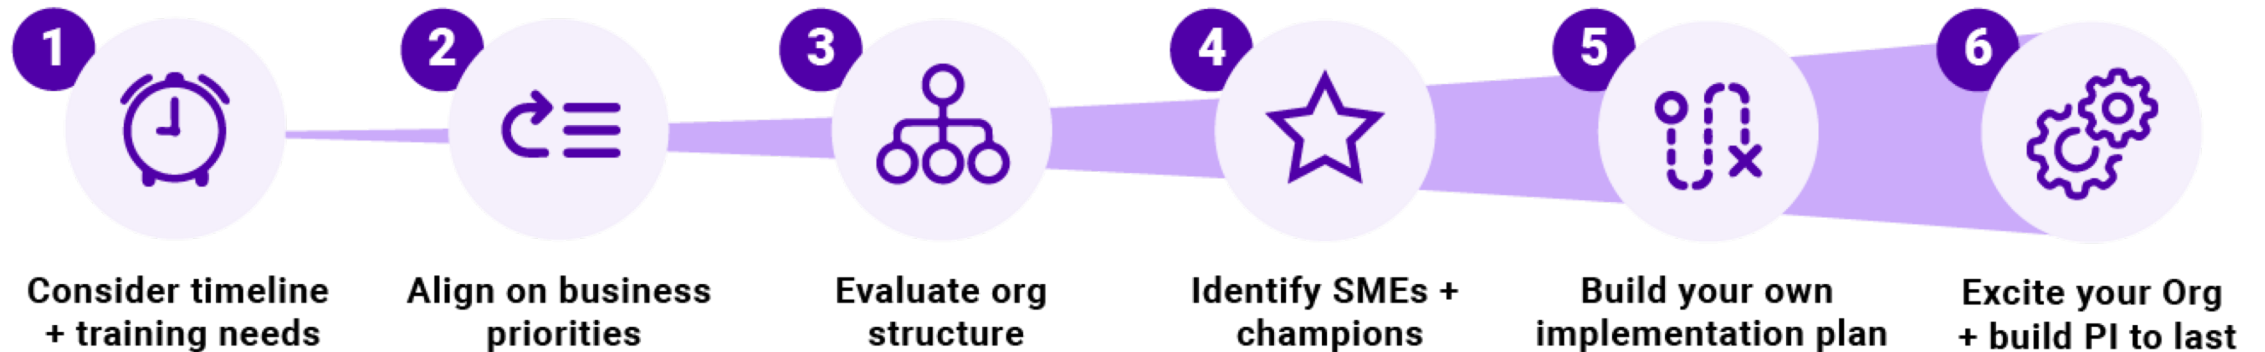 1
Consider timeline
+ training needs
2
Align on business
priorities
3
Evaluate org
structure
4
Identify SMEs +
champions
5
Build your own
implementation plan
6
Excite your Org
+ build PI to last